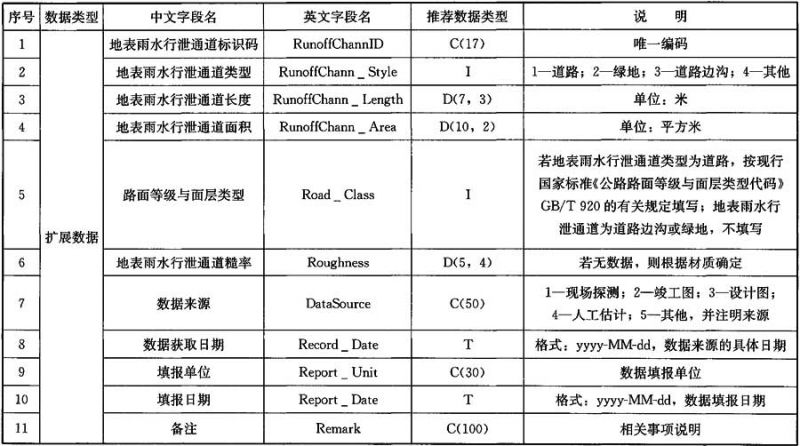 序号 数据类型 中文字段名 英文字段名 推荐数据类型 说 明
1 地表雨水行泄通道标识码 RunoffChannID C(17) 唯一编码
2 地表雨水行泄通道类型 RunoffChann_Style I 1—道路；2—绿地；3—道路边沟；4—其他
3 地表雨水行泄通道长度 RunoffChann_Length D(7，3) 单位：米
4 地表雨水行泄通道面积 RunoffChann_Area D(10，2) 单位：平方米
5 路面等级与面层类型 Road_Class I 若地表雨水行泄通道类型为道路，按现行
国家标准《公路路面等级与面层类型代码》
GB/T 920的有关规定填写；地表雨水行
泄通道为道路边沟或绿地，不填写
扩展数据
6 地表雨水行泄通道糙率 Roughness D(5，4) 若无数据，则根据材质确定
7 数据来源 DataSource C(50) 1—现场探测；2—竣工图；3—设计图；
4—人工估计；5—其他，并注明来源
8 数据获取日期 Record_Date T 格式：yyyy-MM-dd，数据来源的具体日期
9 填报单位 Report_Unit C(30) 数据填报单位
10 填报日期 Report_Date T 格式：yyyy-MM-dd，数据填报日期
11 备注 Remark C(100) 相关事项说明